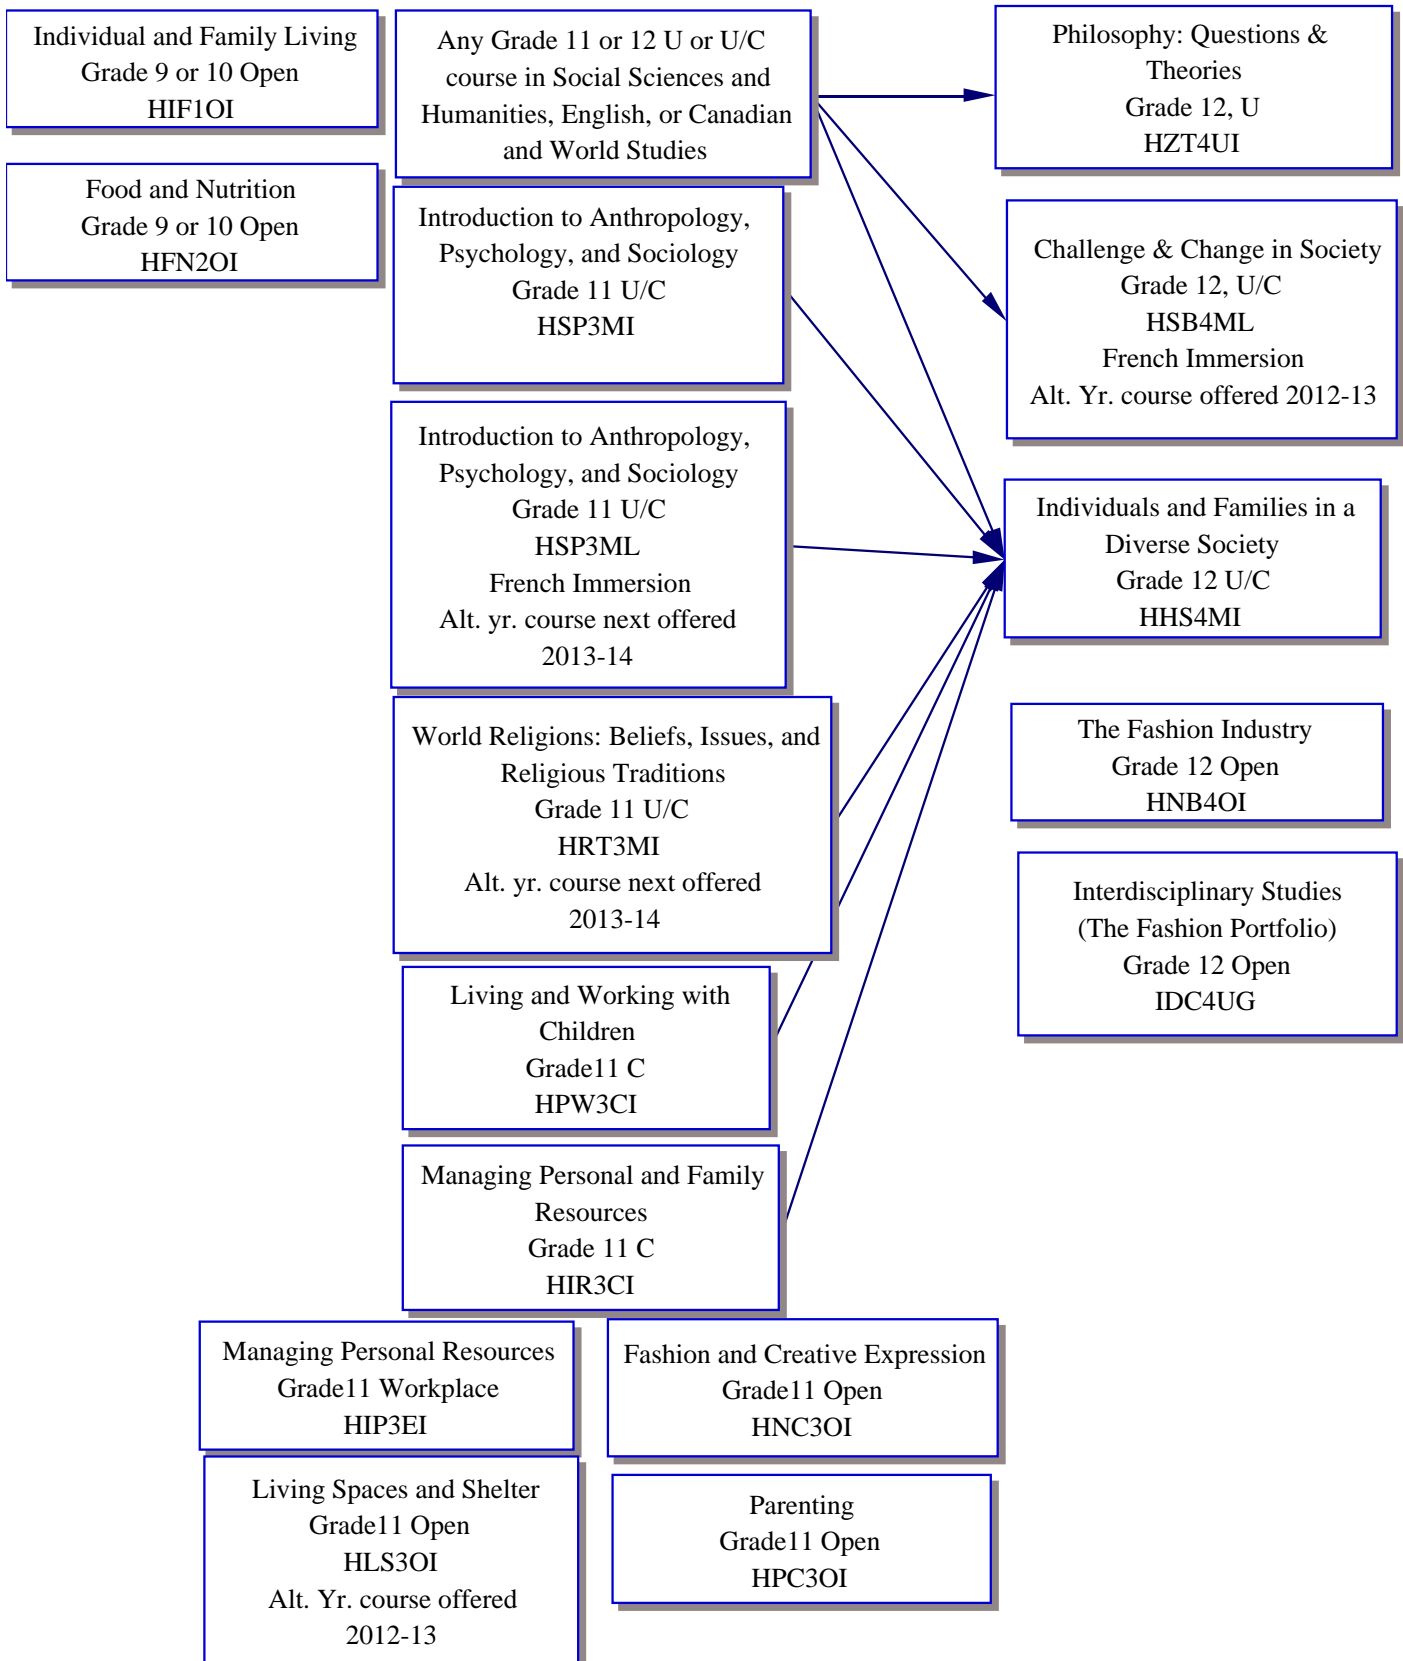 Individual and Family Living
Grade 9 or 10 Open
HIF1OI
Food and Nutrition
Grade 9 or 10 Open
HFN2OI
Any Grade 11 or 12 U or U/C
course in Social Sciences and
Humanities, English, or Canadian
and World Studies
Introduction to Anthropology,
Psychology, and Sociology
Grade 11 U/C
HSP3MI
Introduction to Anthropology,
Psychology, and Sociology
Grade 11 U/C
HSP3ML
French Immersion
Alt. yr. course next offered
2013-14
World Religions: Beliefs, Issues, and
Religious Traditions
Grade 11 U/C
HRT3MI
Alt. yr. course next offered
2013-14
Living and Working with
Children
Grade11 C
HPW3CI
Managing Personal and Family
Resources
Grade 11 C
HIR3CI
Philosophy: Questions &
Theories
Grade 12, U
HZT4UI
Challenge & Change in Society
Grade 12, U/C
HSB4ML
French Immersion
Alt. Yr. course offered 2012-13
Individuals and Families in a
Diverse Society
Grade 12 U/C
HHS4MI
The Fashion Industry
Grade 12 Open
HNB4OI
Interdisciplinary Studies
(The Fashion Portfolio)
Grade 12 Open
IDC4UG
Managing Personal Resources
Grade11 Workplace
HIP3EI
Fashion and Creative Expression
Grade11 Open
HNC3OI
Living Spaces and Shelter
Grade11 Open
HLS3OI
Alt. Yr. course offered
2012-13
Parenting
Grade11 Open
HPC3OI